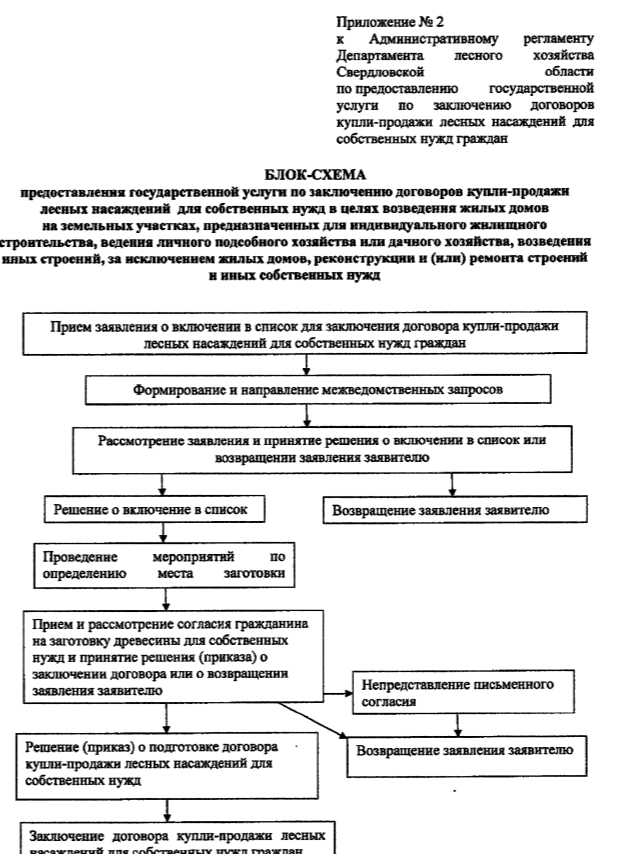 Приложение № 2
к Административному регламенту
Департамента лесного хозяйства
Свердловской области
по предоставлению государственной
услуги по заключению договоров
купли-продажи лесных насаждений для
собственных нужд граждан
БЛОК-СХЕМА
предоставления государственной услуги по заключению договоров купли-продажи
лесных насаждений для собственных нужд в целях возведения жилых домов
на земельных участках, предназначенных для индивидуального жилищного
строительства, ведения личного подсобного хозяйства или дачного хозяйства, возведения
иных строений, за исключением жилых домов, реконструкции и (или) ремонта строений
и иных собственных нужд
Прием заявления о включении в список для заключения договора купли-продажи
лесных насаждений для собственных нужд граждан
Формирование и направление межведомственных запросов
Рассмотрение заявления и принятие решения о включении в список или
возвращении заявления заявителю
Решение о включение в список
Возвращение заявления заявителю
Проведение мероприятий по
определению места заготовки
Прием и рассмотрение согласия гражданина
на заготовку древесины для собственных
нужд и принятие решения (приказа) о
заключении договора или о возвращении
заявления заявителю
Непредставление письменного
согласия
Решение (приказ) о подготовке договора
купли-продажи лесных насаждений для
собственных нужд
Возвращение заявления заявителю
Заключение договора купли-продажи лесных
насаждений для собственных нужд граждан